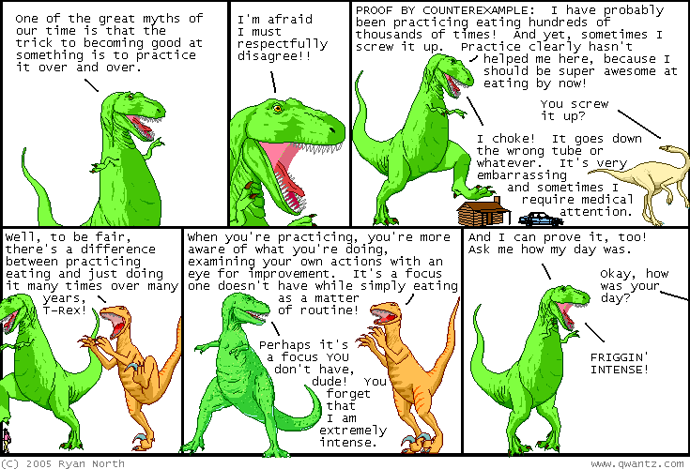 One of the great myths of
our time is that the
trick to becoming good at
something is to practice
it over and over.
I'm afraid
I must
respectfully
disagree!!
PROOF BY COUNTEREXAMPLE: I have probably
been practicing eating hundreds of
thousands of times! And yet, sometimes I
screw it up. Practice clearly hasn't
helped me here, because I
should be super awesome at
eating by now!
You screw
it up?
I choke! It goes down
the wrong tube or
whatever. It's very
embarrassing
and sometimes I
require medical
attention.
Well, to be fair,
there's a difference
between practicing
eating and just doing
it many times over many
years,
T-Rex!
When you're practicing, you're more
aware of what you're doing,
examining your own actions with an
eye for improvement. It's a focus
one doesn't have while simply eating
as a matter
of routine!
Perhaps it's
a focus YOU
don't have,
dude! You
forget
that
I am
extremely
intense.
And I can prove it, too!
Ask me how my day was.
Okay, how
was your
day?
FRIGGIN'
INTENSE!
(C) 2005 Ryan North
www.qwantz.com